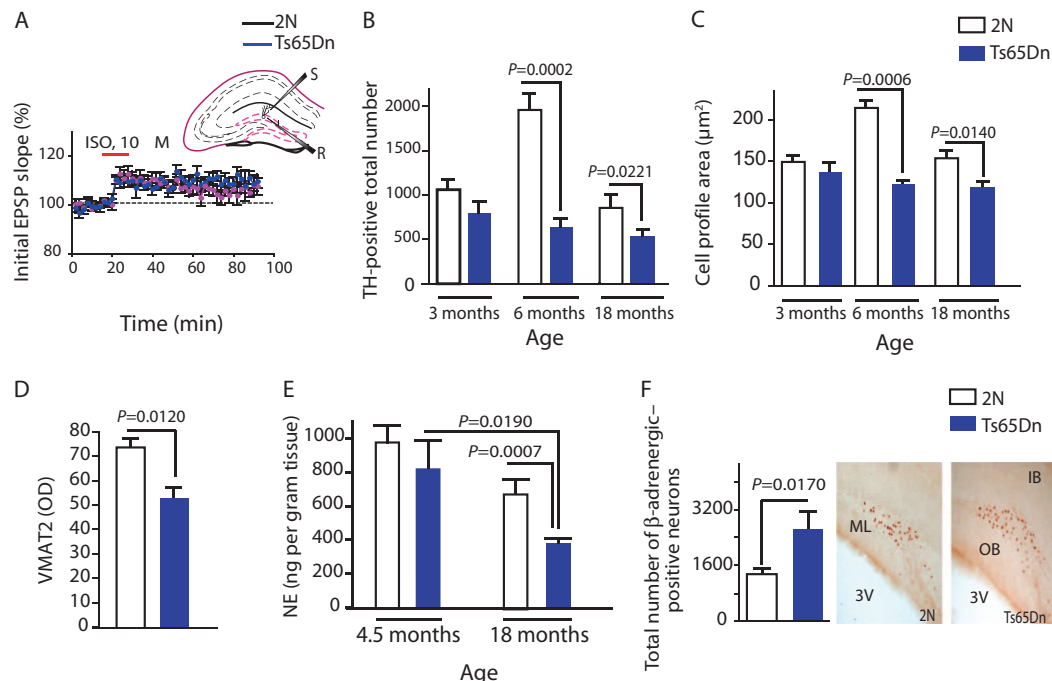 A
2N
Ts65Dn
S
R
Initial EPSP slope (%)
ISO, 10 M
120
100
80
0 20 40 60 80 100
Time (min)
B
TH-positive total number
P=0.0002
P=0.0221
2000
1500
1000
500
0
3 months 6 months 18 months
Age
C
2N
Ts65Dn
Cell profile area (μm²)
P=0.0006
P=0.0140
200
150
100
50
0
3 months 6 months 18 months
Age
D
P=0.0120
VMAT2 (OD)
80
70
60
50
40
30
20
10
0
E
NE (ng per gram tissue)
P=0.0190
P=0.0007
1000
800
600
400
200
0
4.5 months 18 months
Age
F
2N
Ts65Dn
Total number of β-adrenergic–
positive neurons
P=0.0170
3200
1600
0
ML
3V
2N
IB
OB
3V
Ts65Dn